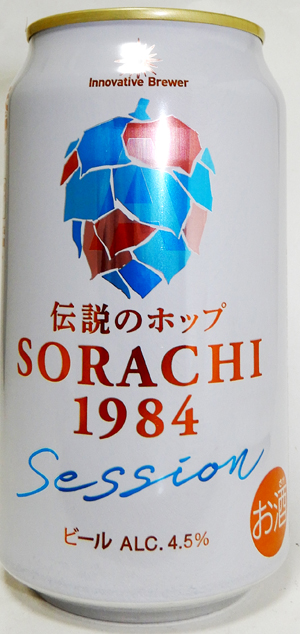 Innovative Brewer
伝説のホップ
SORACHI
1984
Session
お酒
ビール ALC. 4.5%